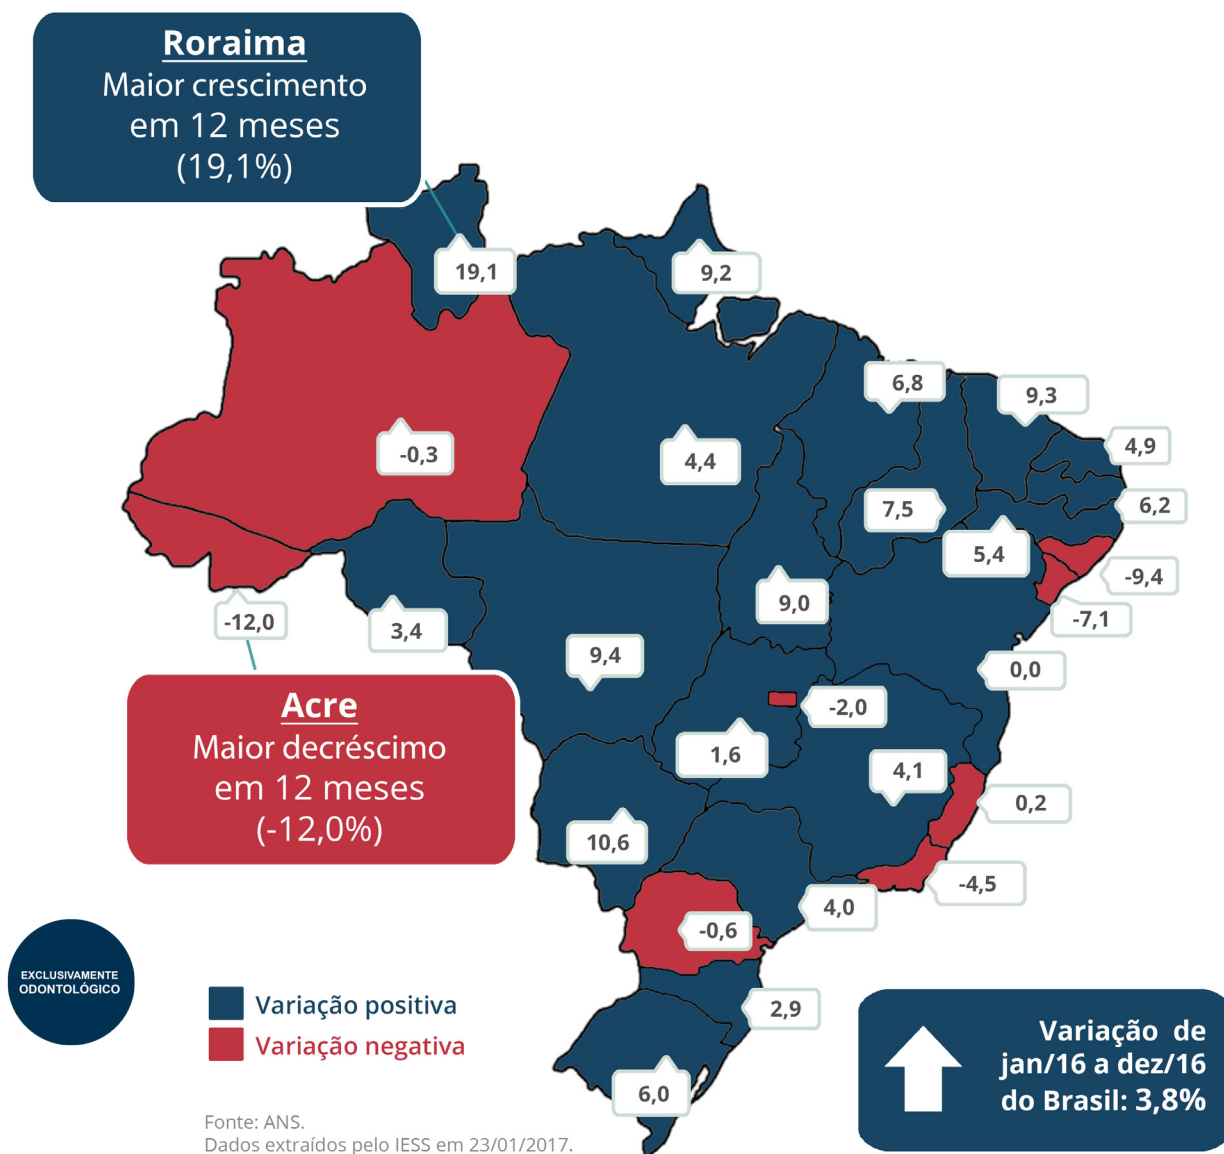 Roraima
Maior crescimento
em 12 meses
(19,1%)
19,1
9,2
6,8
9,3
-0,3
4,4
4,9
7,5
6,2
5,4
-9,4
-12,0
3,4
9,0
-7,1
9,4
0,0
-2,0
Acre
Maior decréscimo
em 12 meses
(-12,0%)
1,6
4,1
0,2
10,6
-4,5
4,0
-0,6
EXCLUSIVAMENTE
ODONTOLÓGICO
Variação positiva
Variação negativa
2,9
6,0
Variação de
jan/16 a dez/16
do Brasil: 3,8%
Fonte: ANS.
Dados extraídos pelo IESS em 23/01/2017.